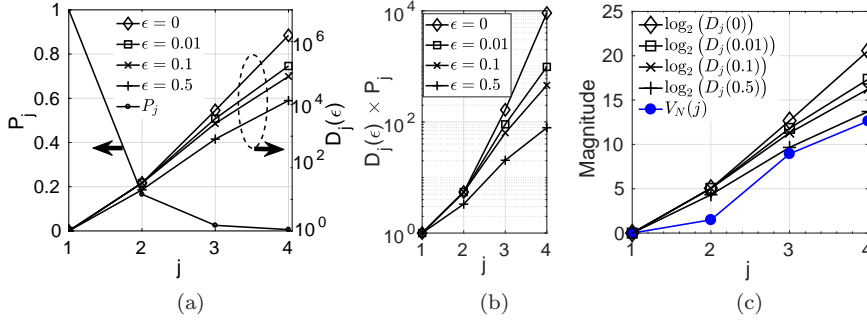 1
0.8
0.6
0.4
0.2
0
P_j
1
2
3
4
j
ϵ = 0
ϵ = 0.01
ϵ = 0.1
ϵ = 0.5
P_j
10^6
10^4
10^2
10^0
D_j(ϵ)
(a)
10^4
10^2
10^0
D_j(ϵ) × P_j
1
2
3
4
j
ϵ = 0
ϵ = 0.01
ϵ = 0.1
ϵ = 0.5
(b)
25
20
15
10
5
0
Magnitude
1
2
3
4
j
log_2 (D_j(0))
log_2 (D_j(0.01))
log_2 (D_j(0.1))
log_2 (D_j(0.5))
V_N(j)
(c)